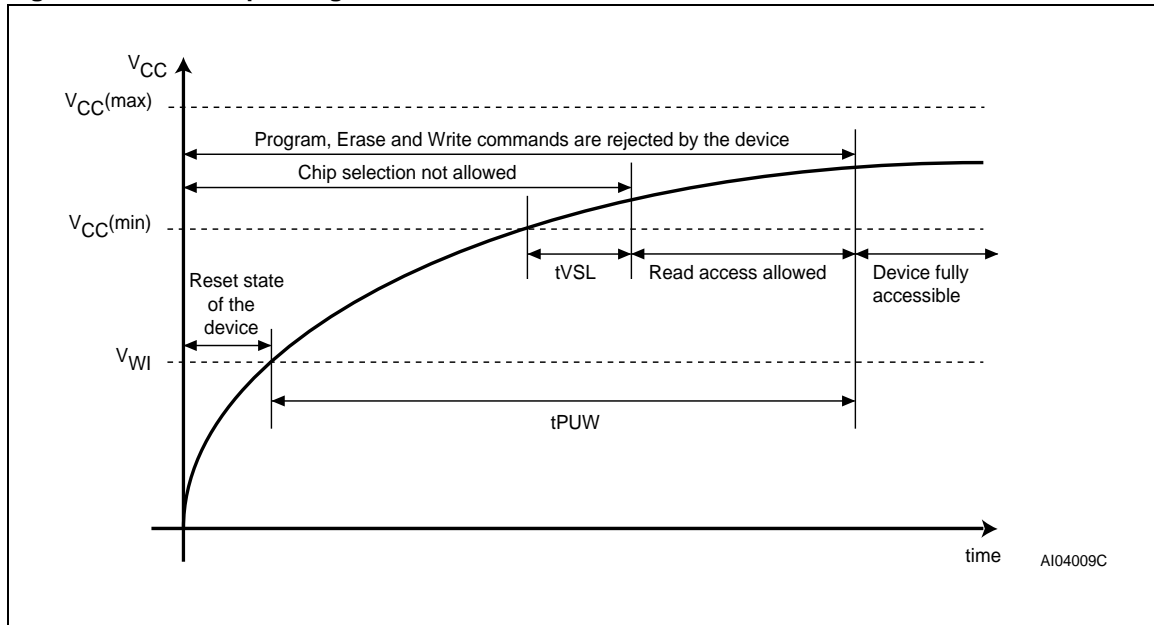 VCC
VCC(max)
Program, Erase and Write commands are rejected by the device
Chip selection not allowed
VCC(min)
tVSL
Read access allowed
Device fully
accessible
Reset state
of the
device
VWI
tPUW
time
AI04009C